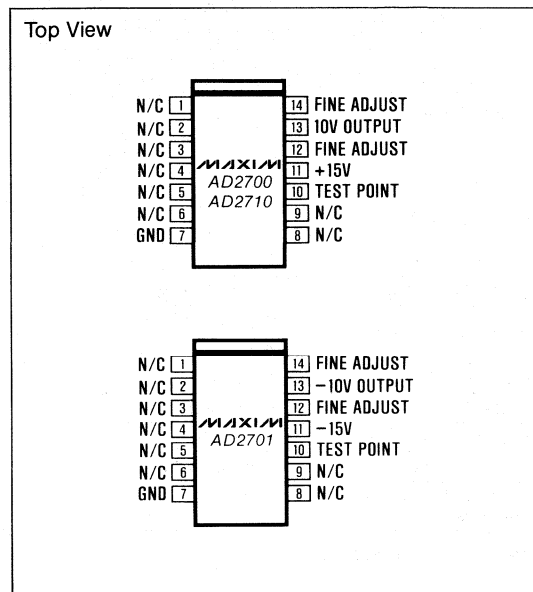 Top View
N/C 1 14 FINE ADJUST
N/C 2 13 10V OUTPUT
N/C 3 12 FINE ADJUST
N/C 4 MAXIM 11 +15V
N/C 5 AD2700 10 TEST POINT
N/C 6 AD2710 9 N/C
GND 7 8 N/C
N/C 1 14 FINE ADJUST
N/C 2 13 −10V OUTPUT
N/C 3 12 FINE ADJUST
N/C 4 MAXIM 11 −15V
N/C 5 AD2701 10 TEST POINT
N/C 6 9 N/C
GND 7 8 N/C